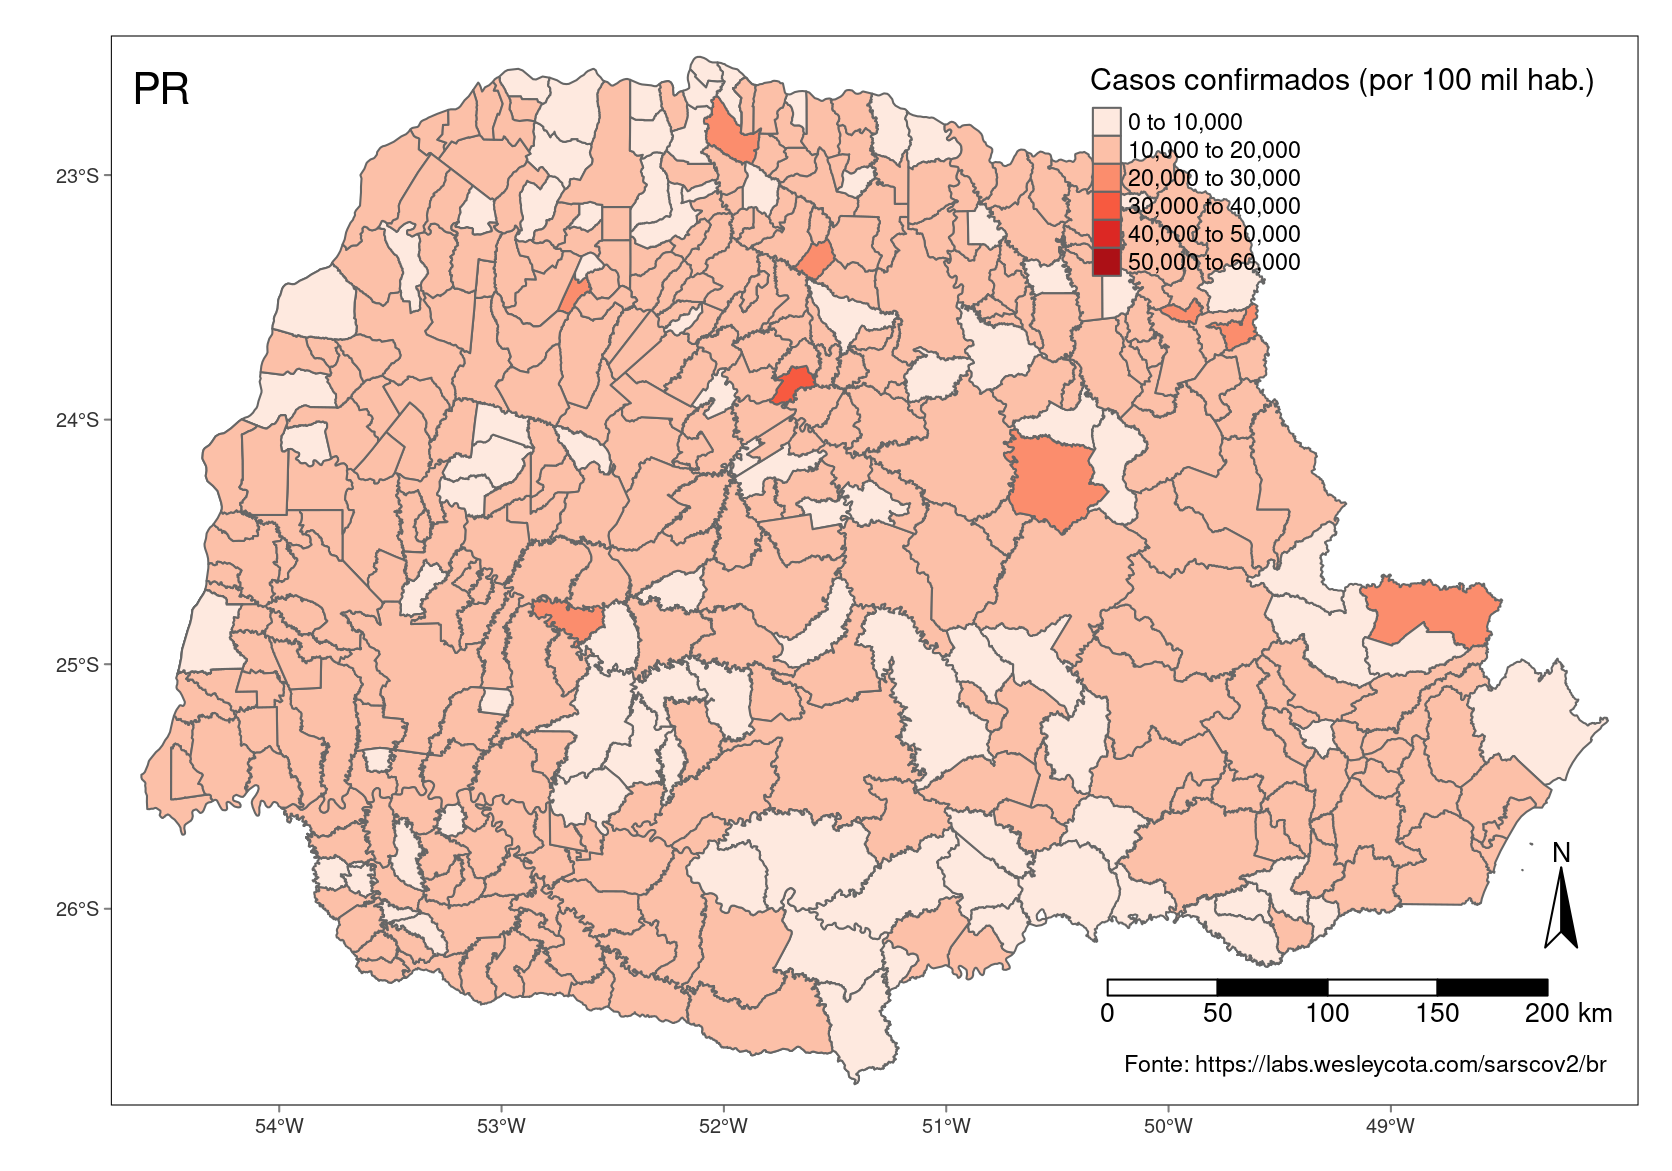 PR
Casos confirmados (por 100 mil hab.)
0 to 10,000
10,000 to 20,000
20,000 to 30,000
30,000 to 40,000
40,000 to 50,000
50,000 to 60,000
23°S
24°S
25°S
26°S
N
0 50 100 150 200 km
Fonte: https://labs.wesleycota.com/sarscov2/br
54°W 53°W 52°W 51°W 50°W 49°W